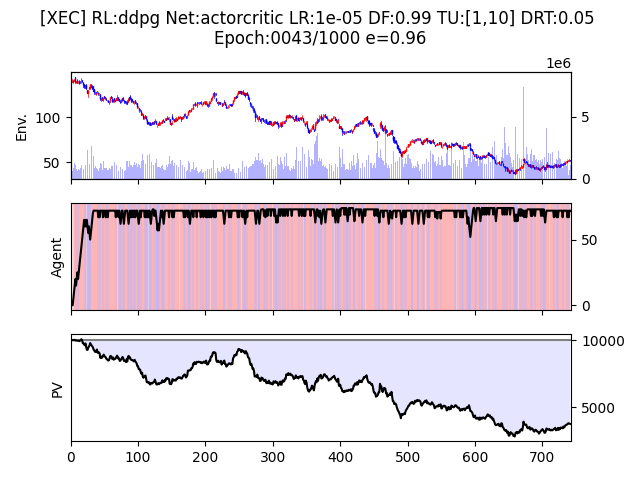 [XEC] RL:ddpg Net:actorcritic LR:1e-05 DF:0.99 TU:[1,10] DRT:0.05
Epoch:0043/1000 e=0.96
1e6
Env.
100
50
5
0
Agent
50
0
PV
10000
5000
0 100 200 300 400 500 600 700